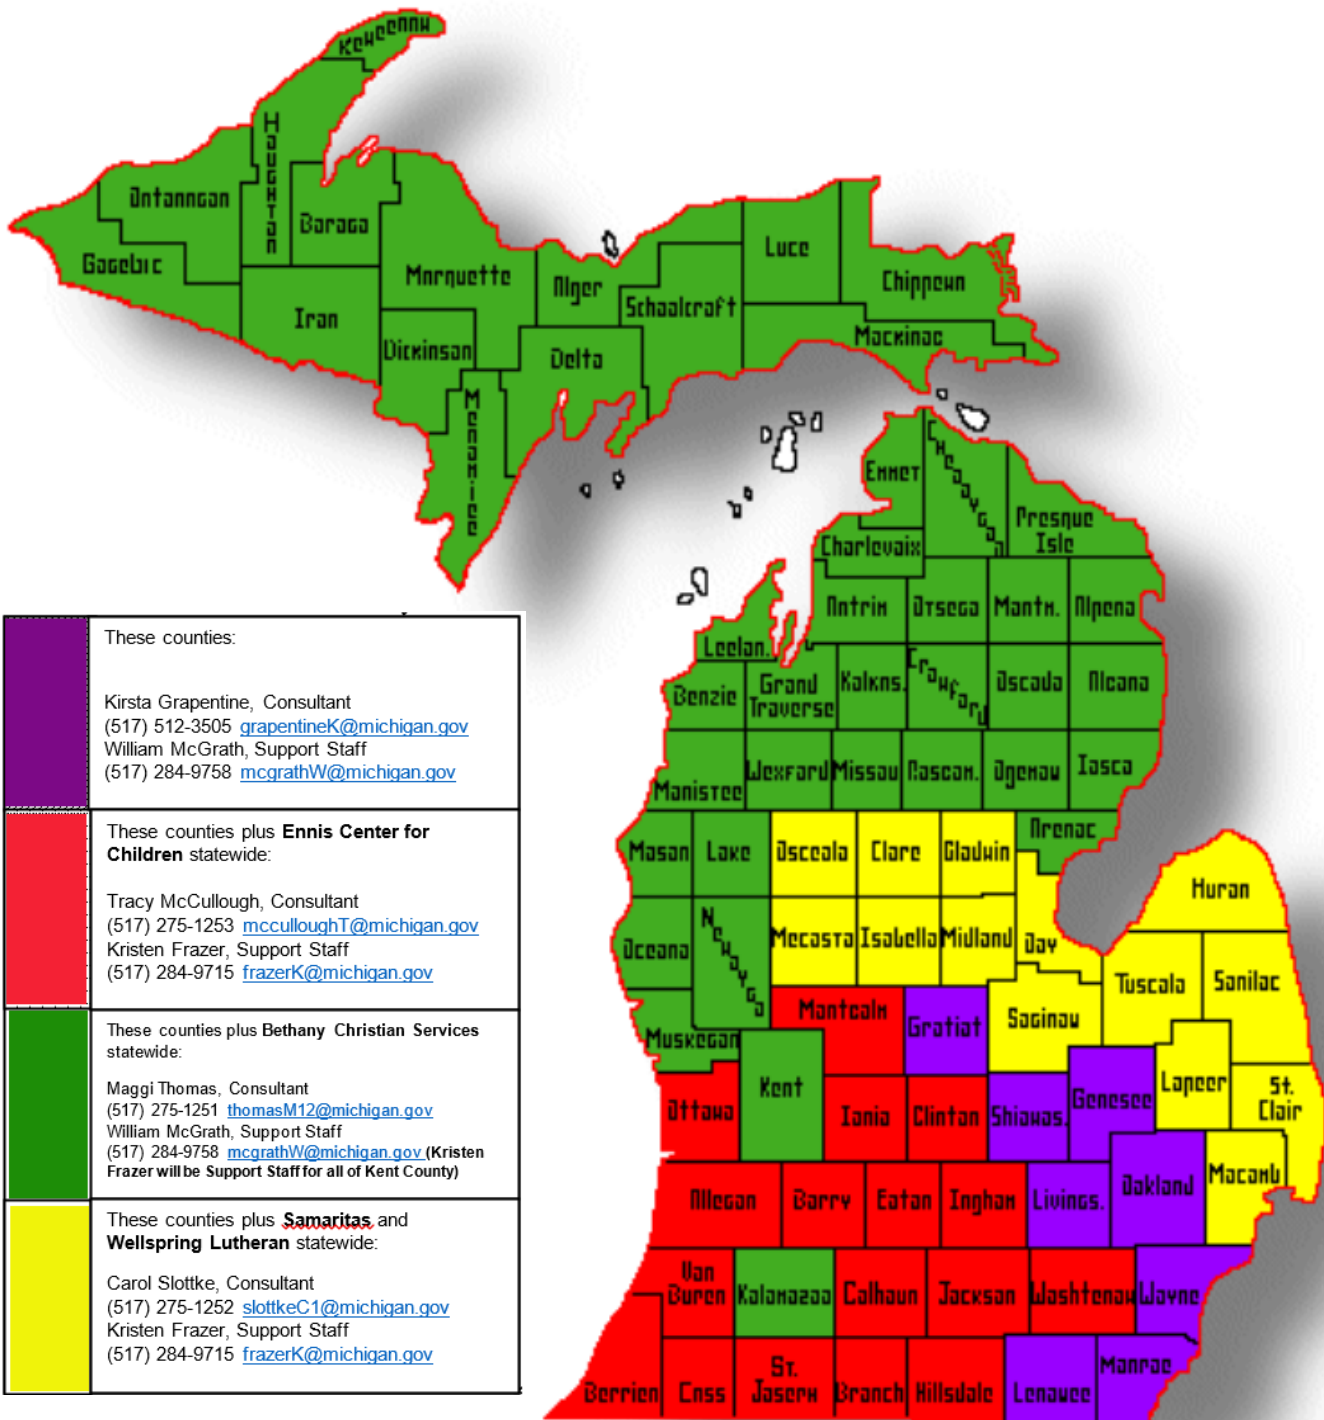 Keweenaw
Houghton
Ontonagon
Baraga
Gogebic
Marquette
Luce
Alger
Chippewa
Schoolcraft
Iron
Mackinac
Dickinson
Delta
Menominee
Cheboygan
Emmet
Presque
Isle
Charlevoix
Antrim
Otsego
Montm.
Alpena
Leelan.
Benzie
Grand
Traverse
Kalkns.
Crawford
Oscoda
Alcona
Manistee
Wexford
Missau
Roscom.
Ogemaw
Iosco
Arenac
Mason
Lake
Osceola
Clare
Gladwin
Huron
Oceana
Newaygo
Mecosta
Isabella
Midland
Bay
Tuscola
Sanilac
Muskegon
Montcalm
Gratiot
Saginaw
Kent
Ottawa
Ionia
Clinton
Shiawas.
Genesee
Lapeer
St.
Clair
Allegan
Barry
Eaton
Ingham
Livings.
Oakland
Macomb
Van
Buren
Kalamazoo
Calhoun
Jackson
Washtenaw
Wayne
Berrien
Cass
St.
Joseph
Branch
Hillsdale
Lenawee
Monroe
These counties:
Kirsta Grapentine, Consultant
(517) 512-3505 grapentineK@michigan.gov
William McGrath, Support Staff
(517) 284-9758 mcgrathW@michigan.gov
These counties plus Ennis Center for
Children statewide:
Tracy McCullough, Consultant
(517) 275-1253 mcculloughT@michigan.gov
Kristen Frazer, Support Staff
(517) 284-9715 frazerK@michigan.gov
These counties plus Bethany Christian Services
statewide:
Maggi Thomas, Consultant
(517) 275-1251 thomasM12@michigan.gov
William McGrath, Support Staff
(517) 284-9758 mcgrathW@michigan.gov (Kristen
Frazer will be Support Staff for all of Kent County)
These counties plus Samaritas and
Wellspring Lutheran statewide:
Carol Slottke, Consultant
(517) 275-1252 slottkeC1@michigan.gov
Kristen Frazer, Support Staff
(517) 284-9715 frazerK@michigan.gov